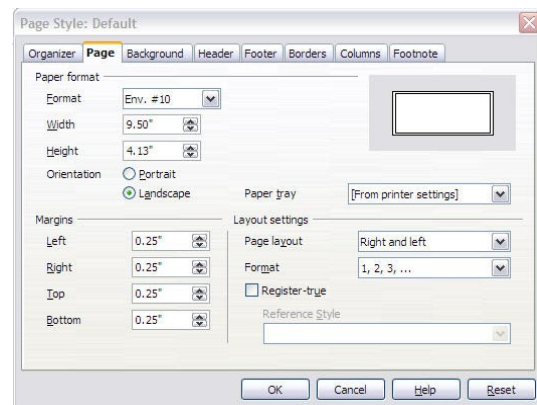 Page Style: Default
Organizer Page Background Header Footer Borders Columns Footnote
Paper format
Format Env. #10
Width 9.50"
Height 4.13"
Orientation Portrait
Landscape Paper tray [From printer settings]
Margins Layout settings
Left 0.25" Page layout Right and left
Right 0.25" Format 1, 2, 3, ...
Top 0.25" Register-true
Bottom 0.25" Reference Style
OK Cancel Help Reset